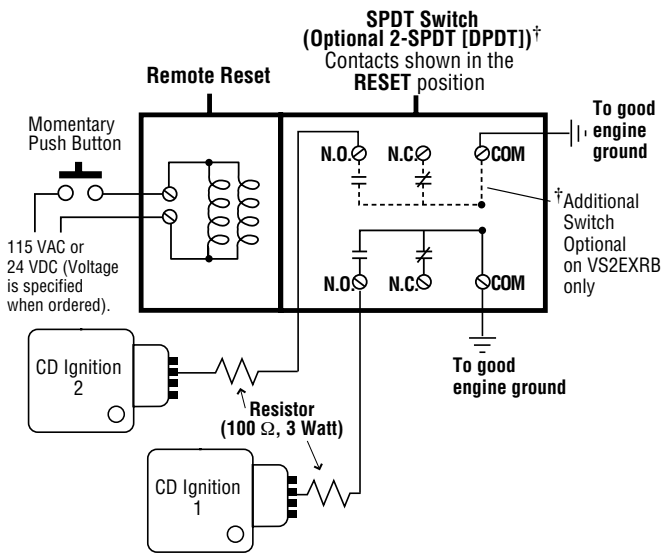 SPDT Switch
(Optional 2-SPDT [DPDT])†
Contacts shown in the
RESET position
Remote Reset
Momentary
Push Button
To good
engine
ground
N.O.
N.C.
COM
†Additional
Switch
Optional
on VS2EXRB
only
115 VAC or
24 VDC (Voltage
is specified
when ordered).
N.O.
N.C.
COM
To good
engine ground
CD Ignition
2
Resistor
(100 Ω, 3 Watt)
CD Ignition
1